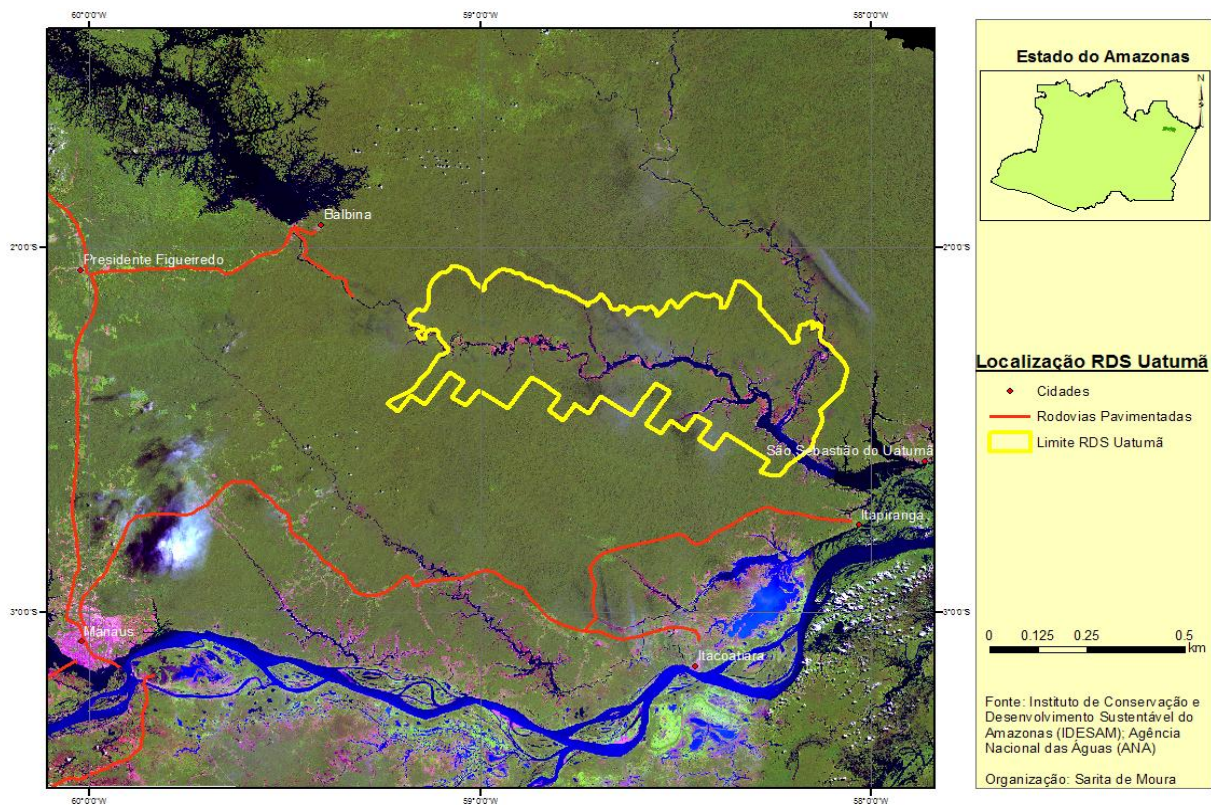 60°0'0"W
59°0'0"W
58°0'0"W
2°0'0"S
2°0'0"S
3°0'0"S
3°0'0"S
60°0'0"W
59°0'0"W
58°0'0"W
Balbina
Presidente Figueiredo
São Sebastião do Uatumã
Itapiranga
Manaus
Itacoatiara
Estado do Amazonas
N
Localização RDS Uatumã
Cidades
Rodovias Pavimentadas
Limite RDS Uatumã
0 0.125 0.25 0.5
km
Fonte: Instituto de Conservação e
Desenvolvimento Sustentável do
Amazonas (IDESAM); Agência
Nacional das Águas (ANA)
Organização: Sarita de Moura